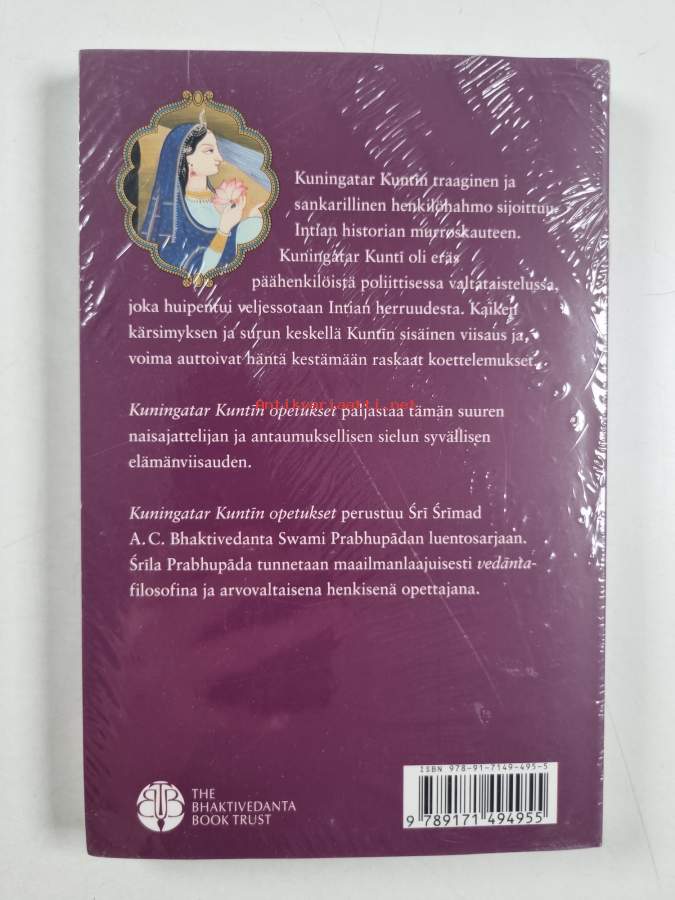 Kuningatar Kuntīn traaginen ja
sankarillinen henkilöhahmo sijoittuu
Intian historian murroskauteen.
Kuningatar Kuntī oli eräs
päähenkilöistä poliittisessa valtataistelussa,
joka huipentui veljessotaan Intian herruudesta. Kaiken
kärsimyksen ja surun keskellä Kuntīn sisäinen viisaus ja
voima auttoivat häntä kestämään raskaat koettelemukset.
Antikvariaatti.net
Kuningatar Kuntīn opetukset paljastaa tämän suuren
naisajattelijan ja antaumuksellisen sielun syvällisen
elämänviisauden.
Kuningatar Kuntīn opetukset perustuu Śrī Śrīmad
A. C. Bhaktivedanta Swami Prabhupādan luentosarjaan.
Śrīla Prabhupāda tunnetaan maailmanlaajuisesti vedānta-
filosofina ja arvovaltaisena henkisenä opettajana.
ISBN 978-91-7149-495-5
9 789171 494955
THE
BHAKTIVEDANTA
BOOK TRUST